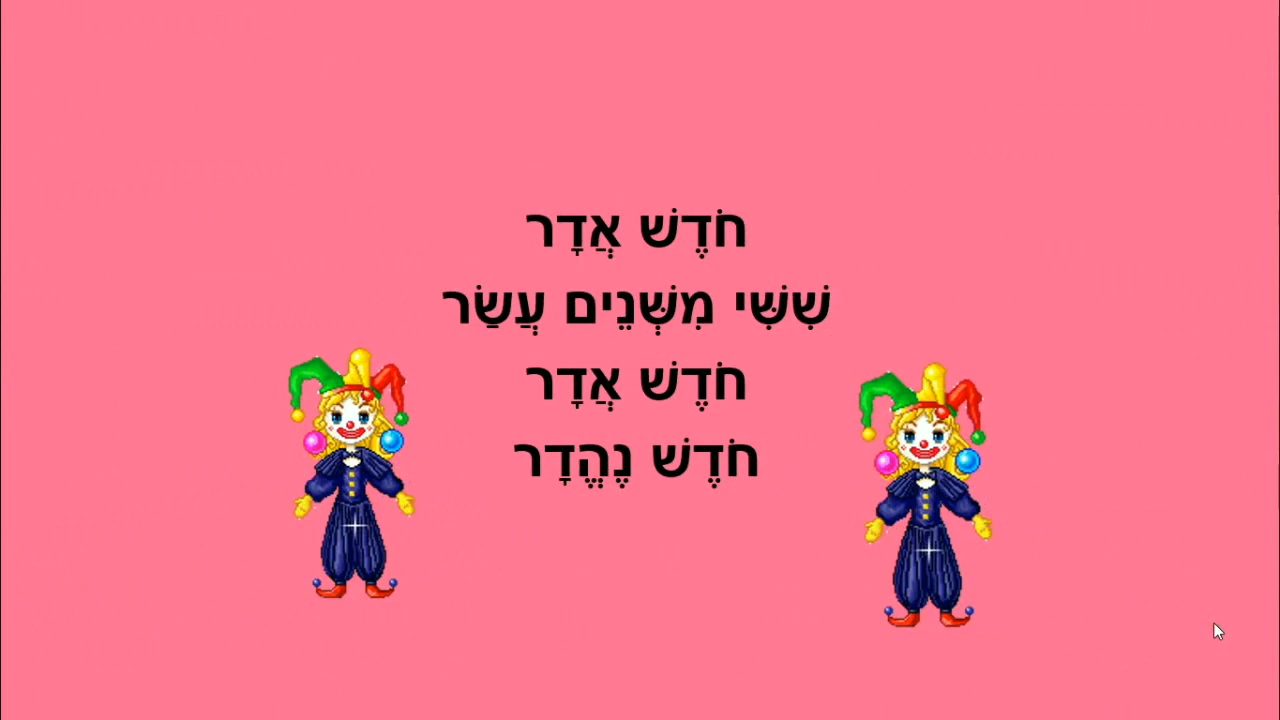 חֹדֶשׁ אֲדָר
שִׁשִּׁי מִשְּׁנֵים עֲשַׂר
חֹדֶשׁ אֲדָר
חֹדֶשׁ נֶהֱדָר